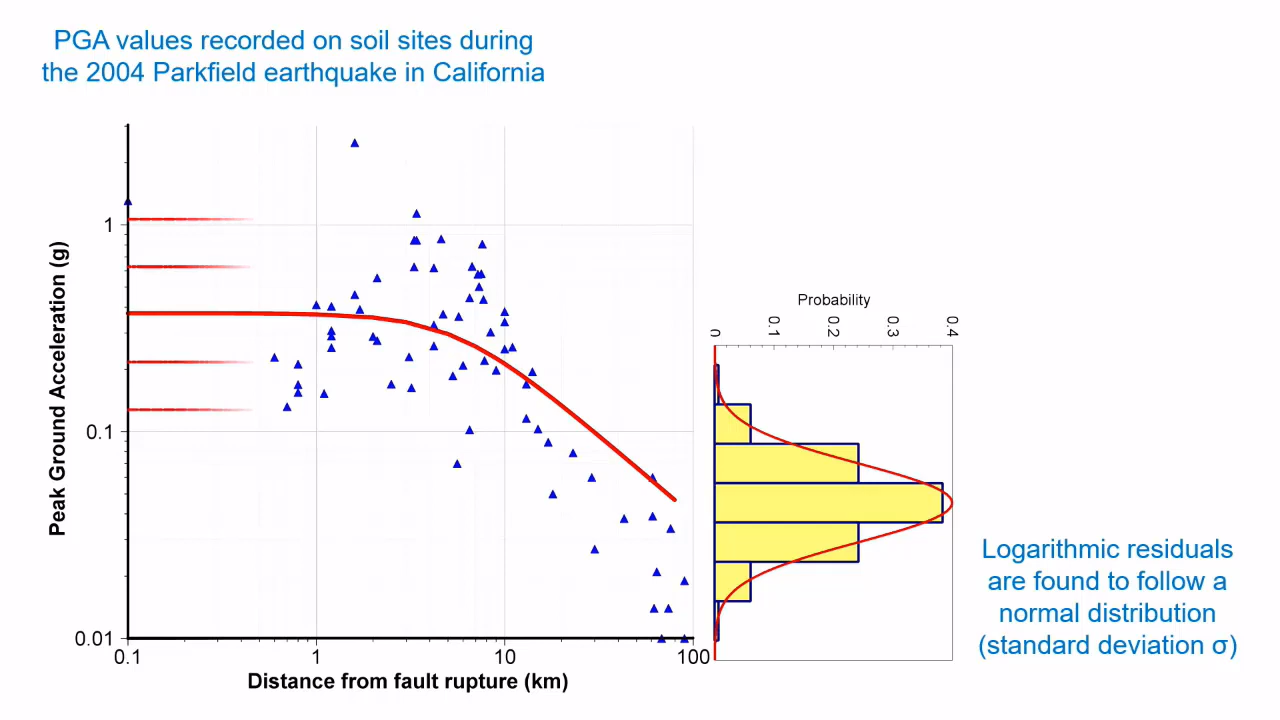 PGA values recorded on soil sites during
the 2004 Parkfield earthquake in California
Peak Ground Acceleration (g)
1
0.1
0.01
0.1
1
10
100
Distance from fault rupture (km)
Probability
0
0.1
0.2
0.3
0.4
Logarithmic residuals
are found to follow a
normal distribution
(standard deviation σ)